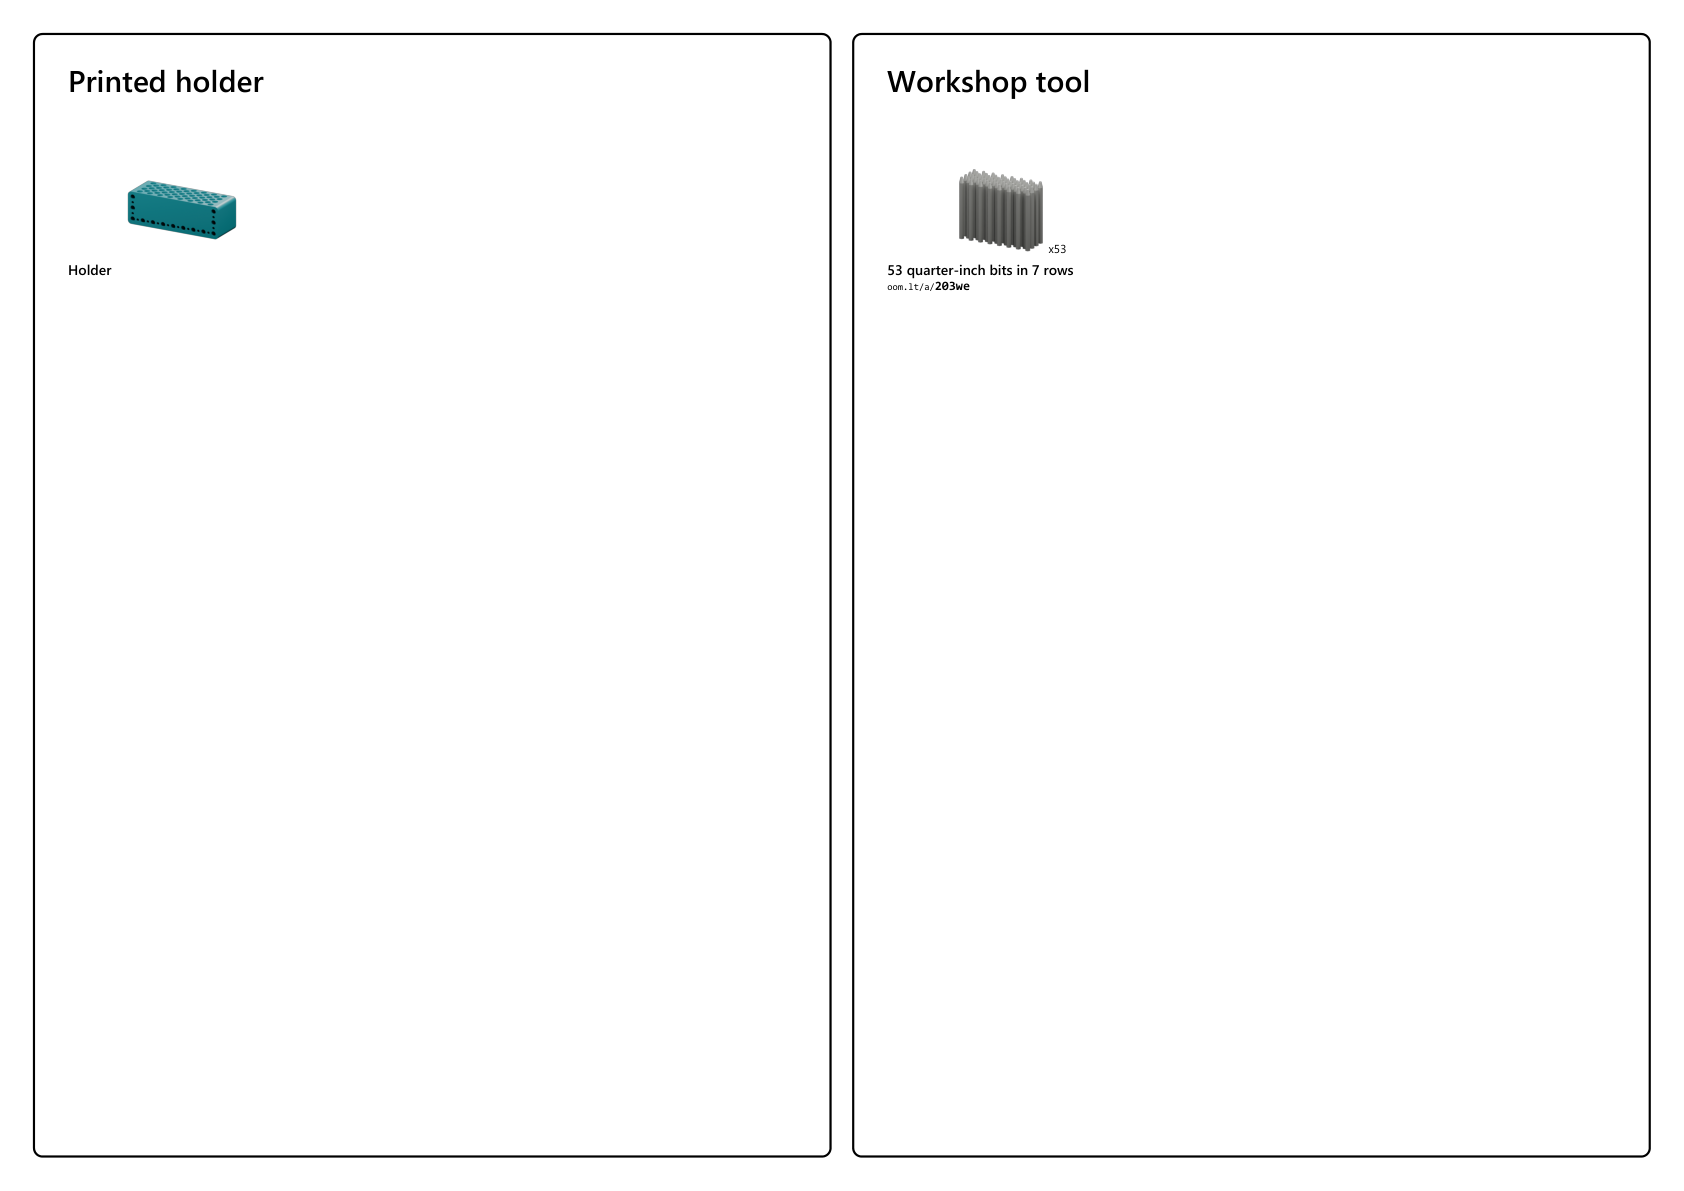 Printed holder
Holder
Workshop tool
x53
53 quarter-inch bits in 7 rows
oom.lt/a/203we